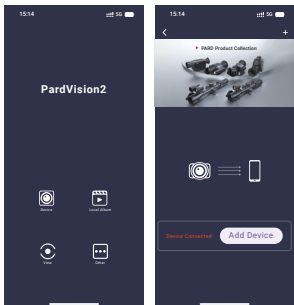 15:14
5G
PardVision2
Device
Local Album
View
Other
15:14
5G
PARD Product Collection
Device Connected
Add Device